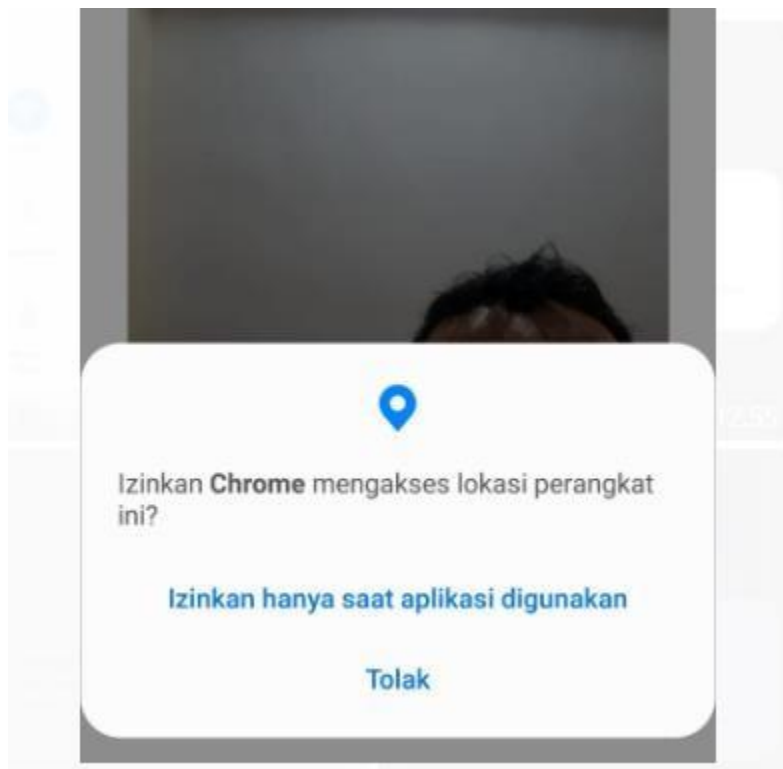 Izinkan Chrome mengakses lokasi perangkat
ini?
Izinkan hanya saat aplikasi digunakan
Tolak